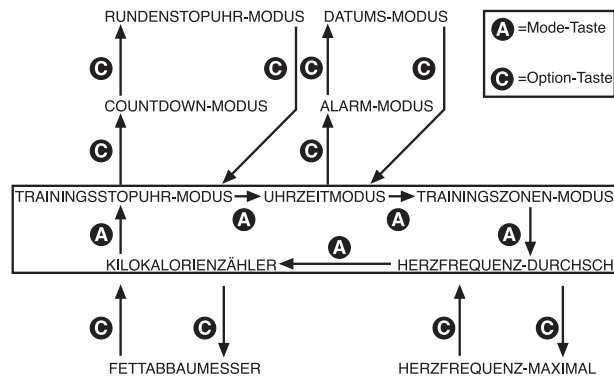 RUNDENSTOPUHR-MODUS DATUMS-MODUS
A =Mode-Taste
C C C C
C =Option-Taste
COUNTDOWN-MODUS ALARM-MODUS
C C
TRAININGSSTOPUHR-MODUS UHRZEITMODUS TRAININGSZONEN-MODUS
A A A A
A
KILOKALORIENZÄHLER HERZFREQUENZ-DURCHSCH
C C C C
FETTABBAUMESSER HERZFREQUENZ-MAXIMAL